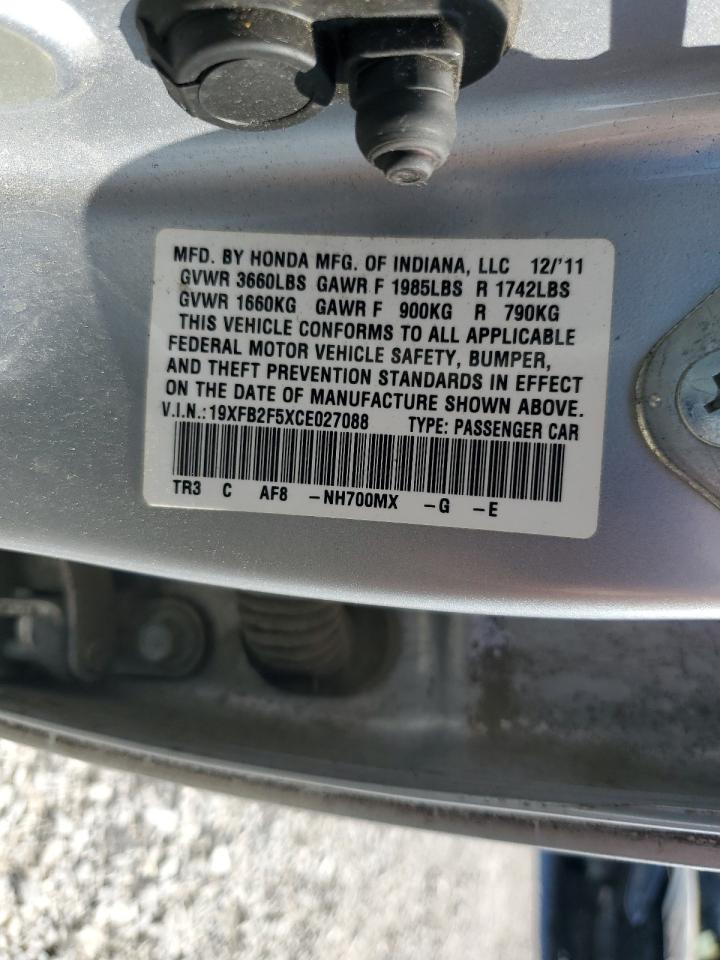 MFD. BY HONDA MFG. OF INDIANA, LLC 12/'11
GVWR 3660LBS GAWR F 1985LBS R 1742LBS
GVWR 1660KG GAWR F 900KG R 790KG
THIS VEHICLE CONFORMS TO ALL APPLICABLE
FEDERAL MOTOR VEHICLE SAFETY, BUMPER,
AND THEFT PREVENTION STANDARDS IN EFFECT
ON THE DATE OF MANUFACTURE SHOWN ABOVE.
V.I.N.:19XFB2F5XCE027088 TYPE: PASSENGER CAR
TR3 C AF8 -NH700MX -G -E